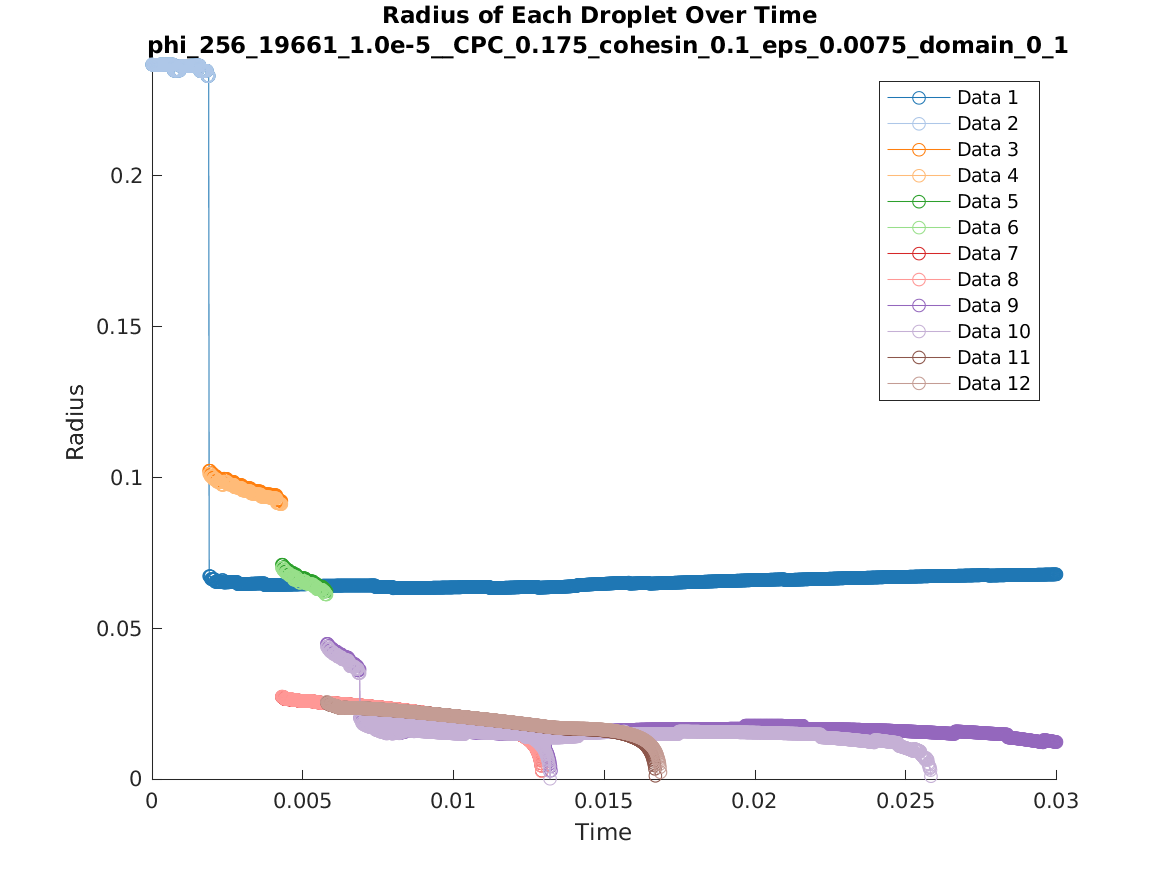 Radius of Each Droplet Over Time
phi_256_19661_1.0e-5__CPC_0.175_cohesin_0.1_eps_0.0075_domain_0_1
Data 1
Data 2
Data 3
Data 4
Data 5
Data 6
Data 7
Data 8
Data 9
Data 10
Data 11
Data 12
Radius
0.2
0.15
0.1
0.05
0
0
0.005
0.01
0.015
0.02
0.025
0.03
Time